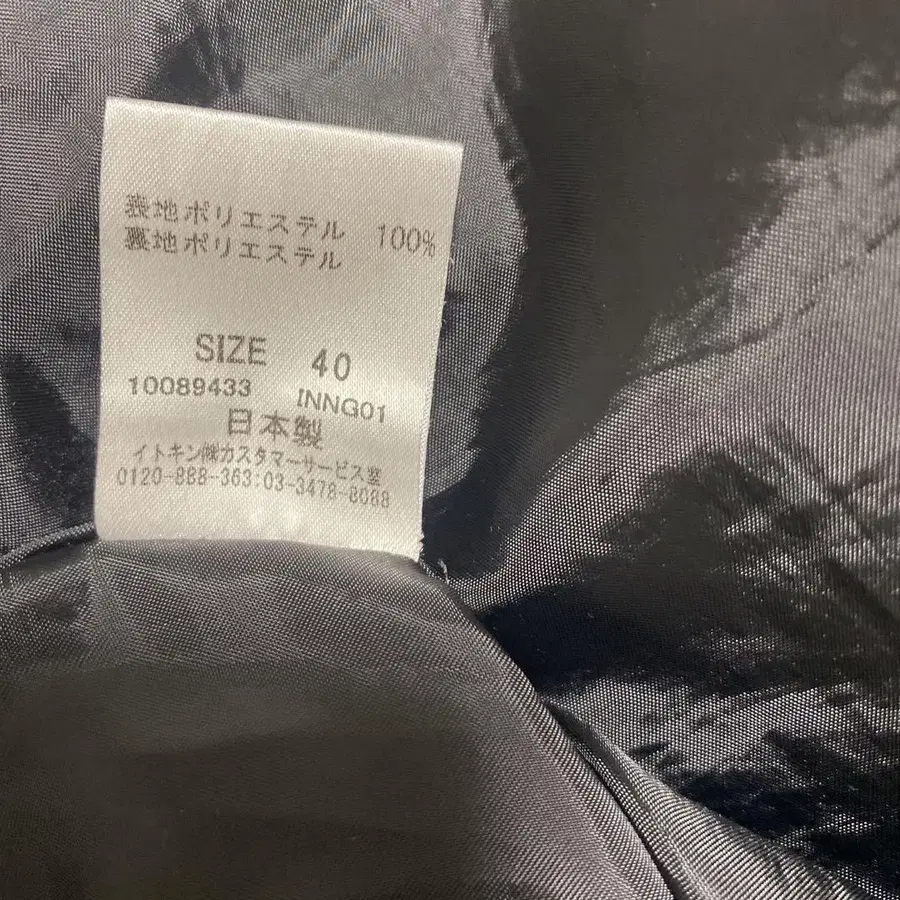 表地ポリエステル 100%
裏地ポリエステル
SIZE 40
10089433 INNG01
日本製
イトキン㈱カスタマーサービス室
0120-888-363:03-3478-8088